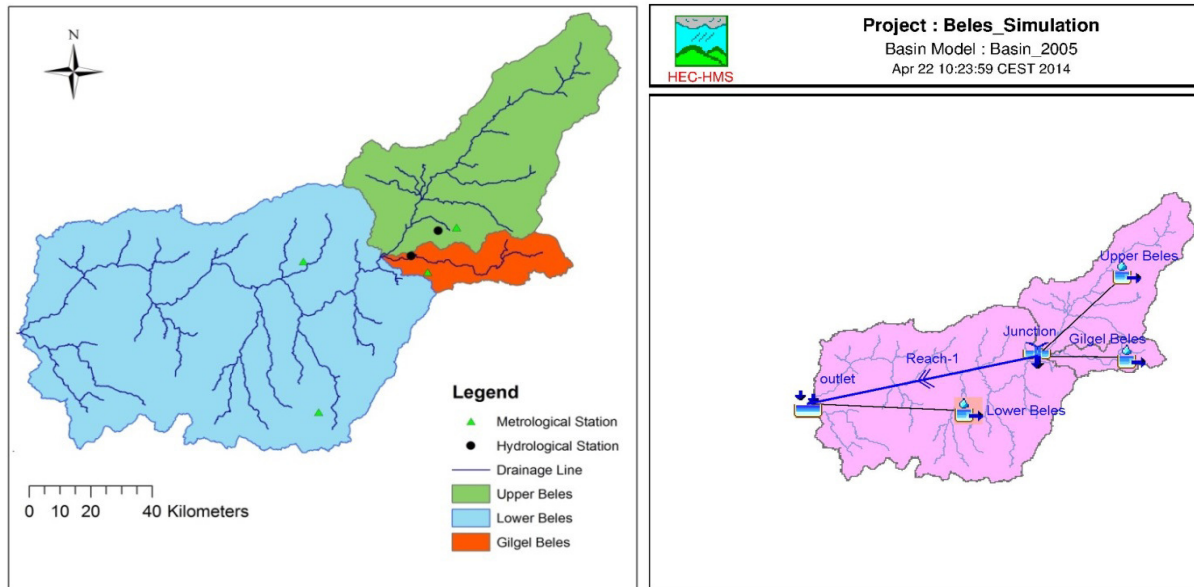 N
Legend
Metrological Station
Hydrological Station
Drainage Line
Upper Beles
Lower Beles
Gilgel Beles
0 10 20 40 Kilometers
HEC-HMS
Project : Beles_Simulation
Basin Model : Basin_2005
Apr 22 10:23:59 CEST 2014
Upper Beles
Junction
Gilgel Beles
Reach-1
outlet
Lower Beles